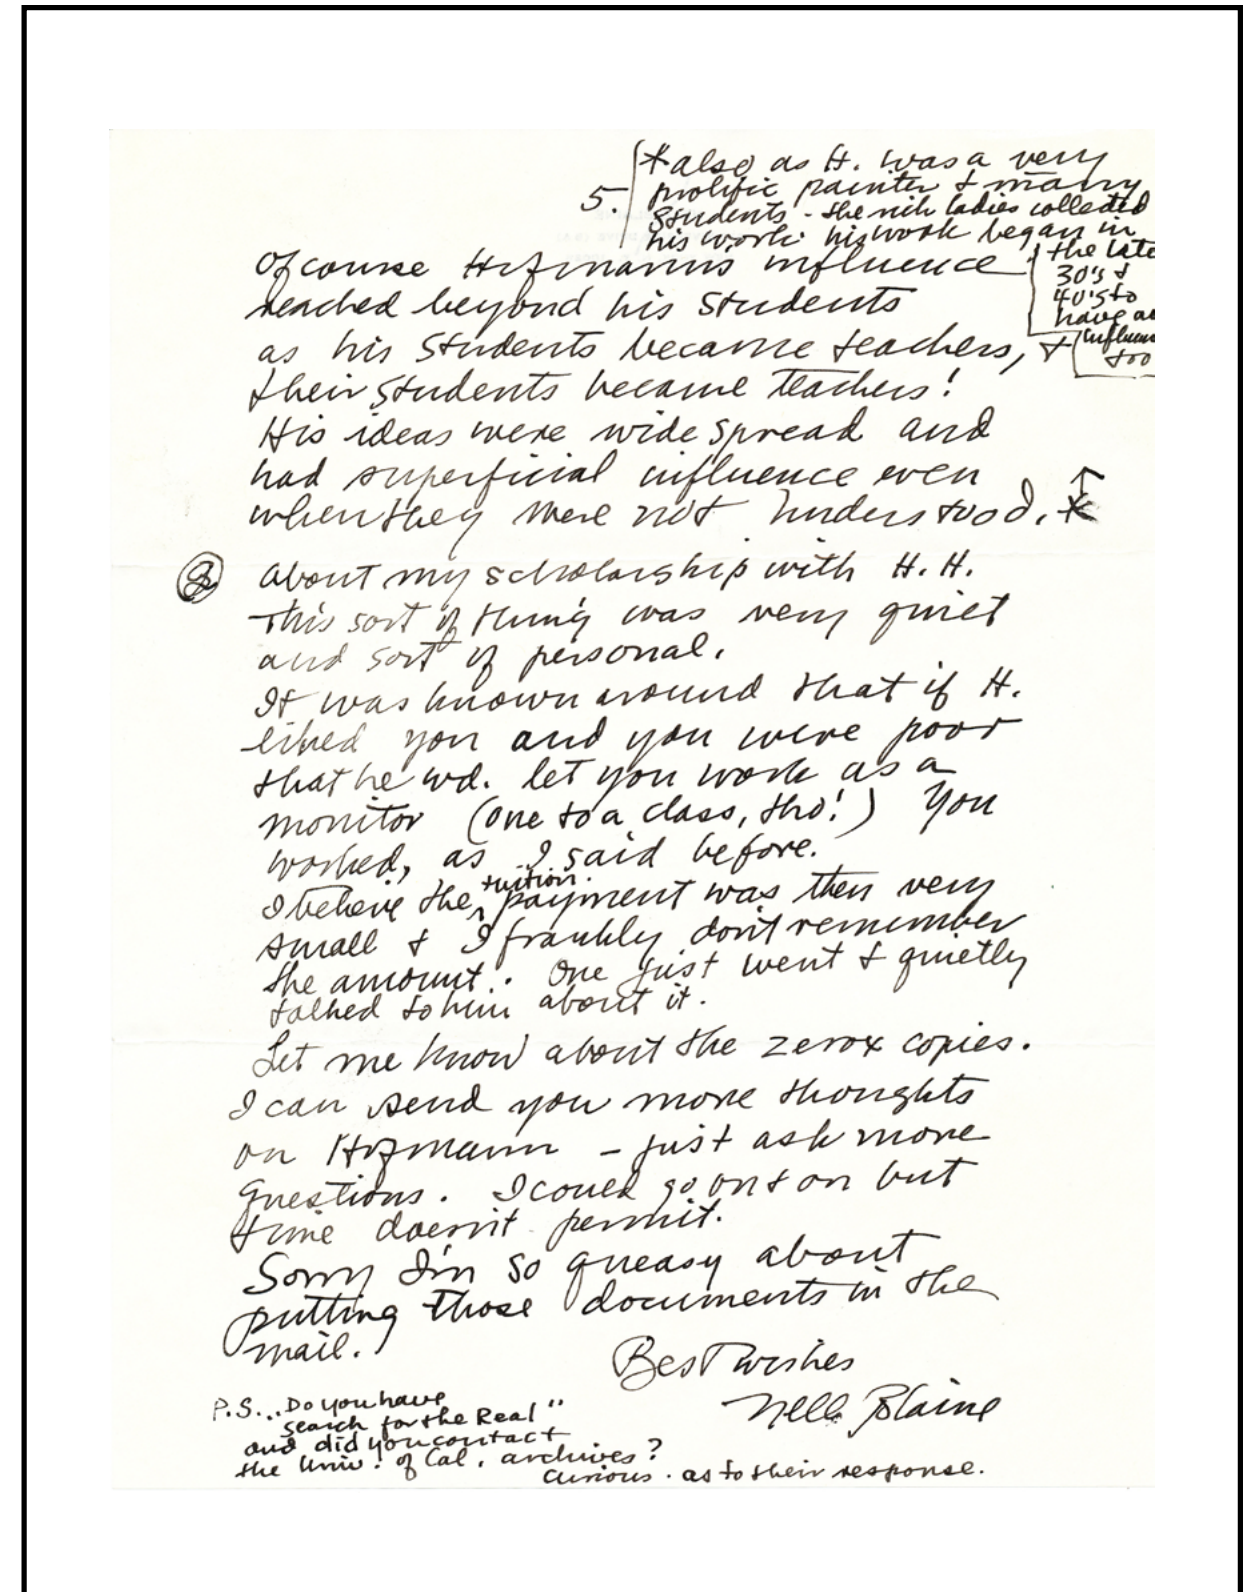 5.
*also as H. was a very
prolific painter & many
students - the rich ladies collected
his work. his work began in
the late
30's &
40's to
have an
influence
too
Of course Hofmann's influence
reached beyond his students
as his students became teachers, &
their students became teachers!
His ideas were wide spread and
had superficial influence even
when they were not understood. *
About my scholarship with H. H.
This sort of thing was very quiet
and sort of personal.
It was known around that if H.
liked you and you were poor
that he wd. let you work as a
monitor (one to a class, tho!) You
worked, as I said before.
I believe the tuition payment was then very
small & I frankly don't remember
the amount. One just went & quietly
talked to him about it.
Let me know about the zerox copies.
I can send you more thoughts
on Hofmann - just ask more
questions. I could go on & on but
time doesn't permit.
Sorry I'm so queasy about
putting those documents in the
mail.
Best wishes
Nell Blaine
P.S... Do you have
search for the Real"
and did you contact
the Univ. of Cal. archives?
Curious. as to their response.